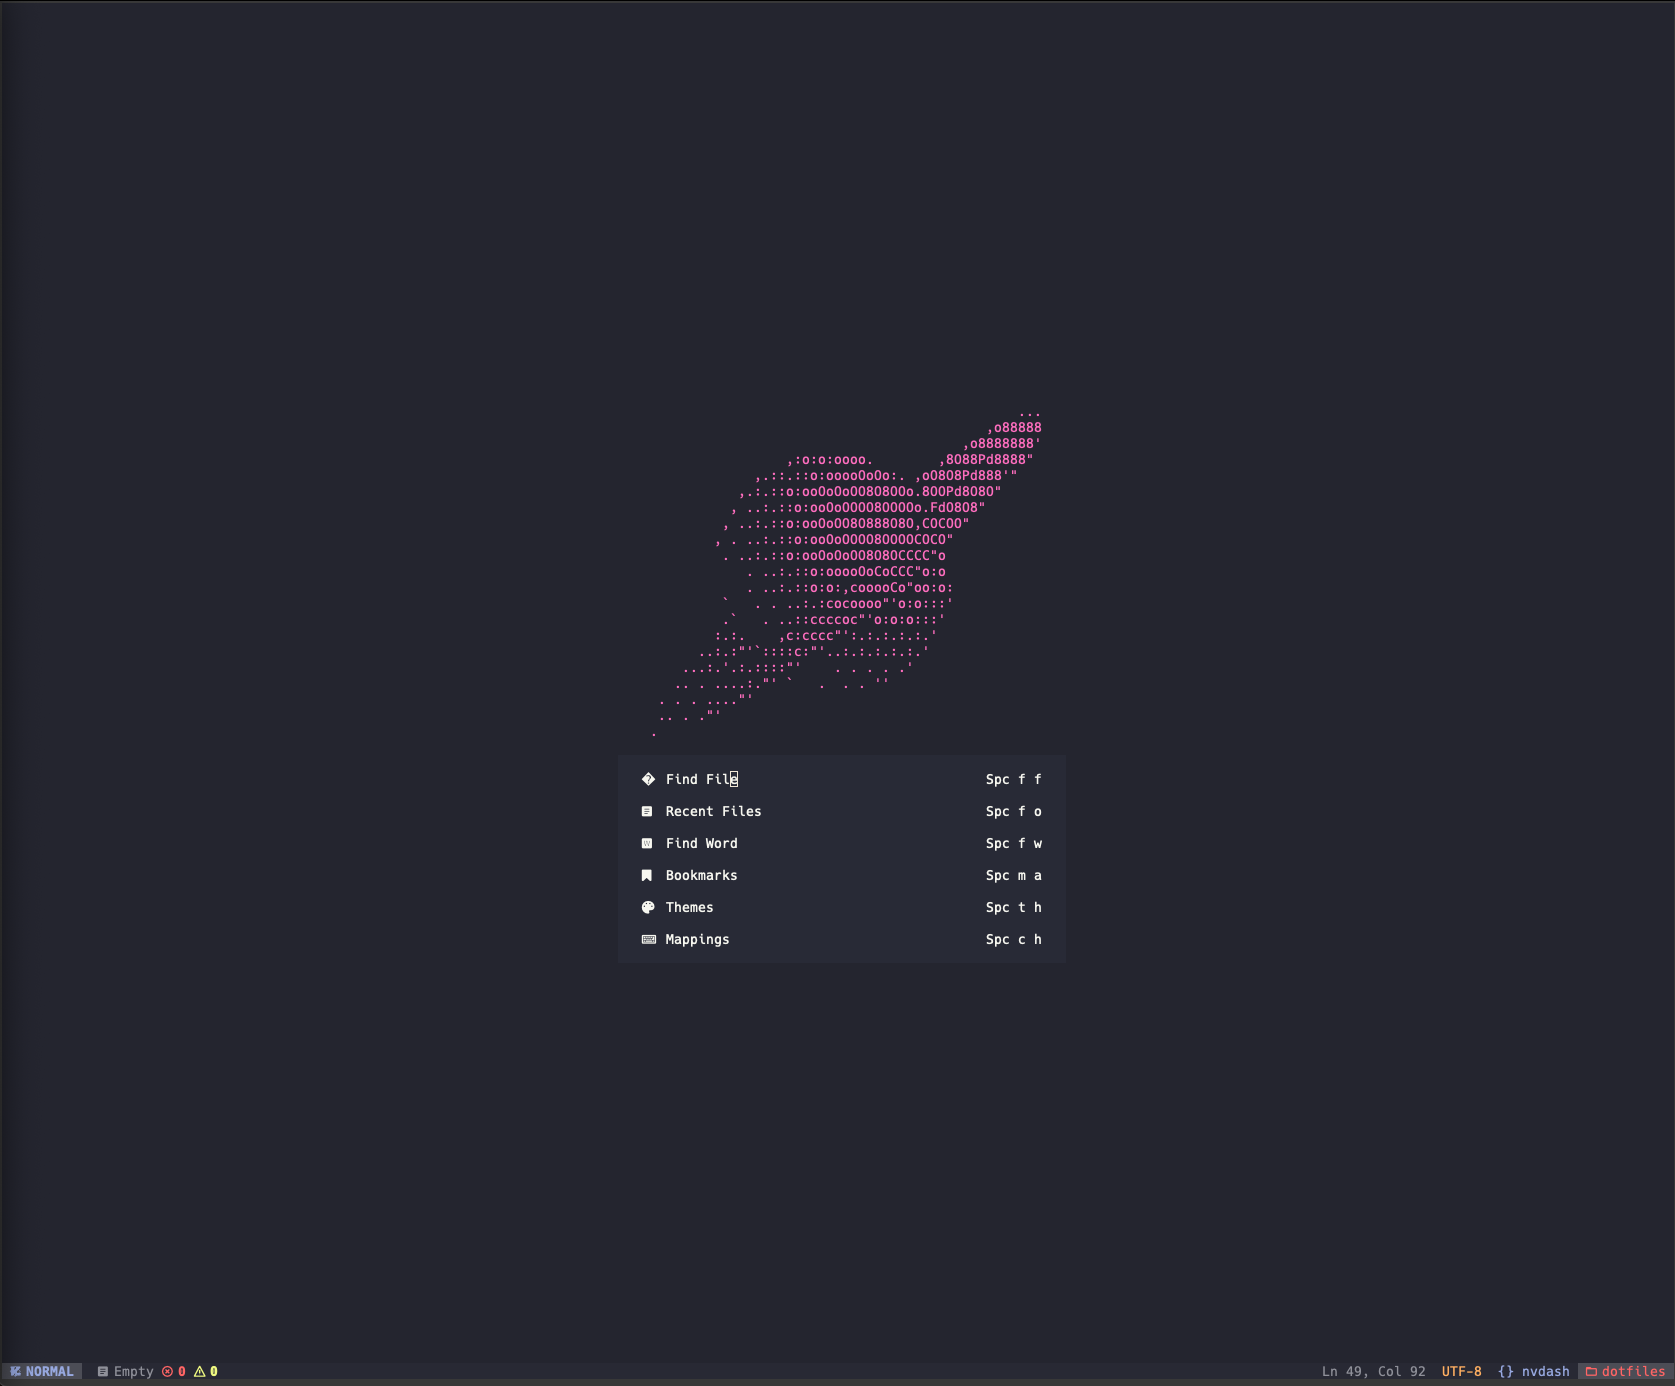 ...
,o88888
,o8888888'
,:o:o:oooo.        ,8O88Pd8888"
,.::.::o:ooooOoOo:. ,oO8O8Pd888'"
,.:.::o:ooOoOoOO8O8OOo.8OOPd8O8O"
, ..:.::o:ooOoOOOO8OOOOo.FdO8O8"
, ..:.::o:ooOoOO8O888O8O,COCOO"
, . ..:.::o:ooOoOOOO8OOOOCOCO"
. ..:.::o:ooOoOoOO8O8OCCCC"o
. ..:.::o:ooooOoCoCCC"o:o
. ..:.::o:o:,cooooCo"oo:o:
`   . . ..:.:cocoooo"'o:o:::'
.`   . ..::ccccoc"'o:o:o:::'
:.:.    ,c:cccc"':.:.:.:.:.'
..:.:"'`::::c:"'..:.:.:.:.:.'
...:.'.:.::::"'    . . . . .'
.. . ....:."' `   .  . . ''
. . . ...."'
.. . ."'
.
Find File Spc f f
Recent Files Spc f o
Find Word Spc f w
Bookmarks Spc m a
Themes Spc t h
Mappings Spc c h
NORMAL Empty 0 0 Ln 49, Col 92 UTF-8 {} nvdash dotfiles